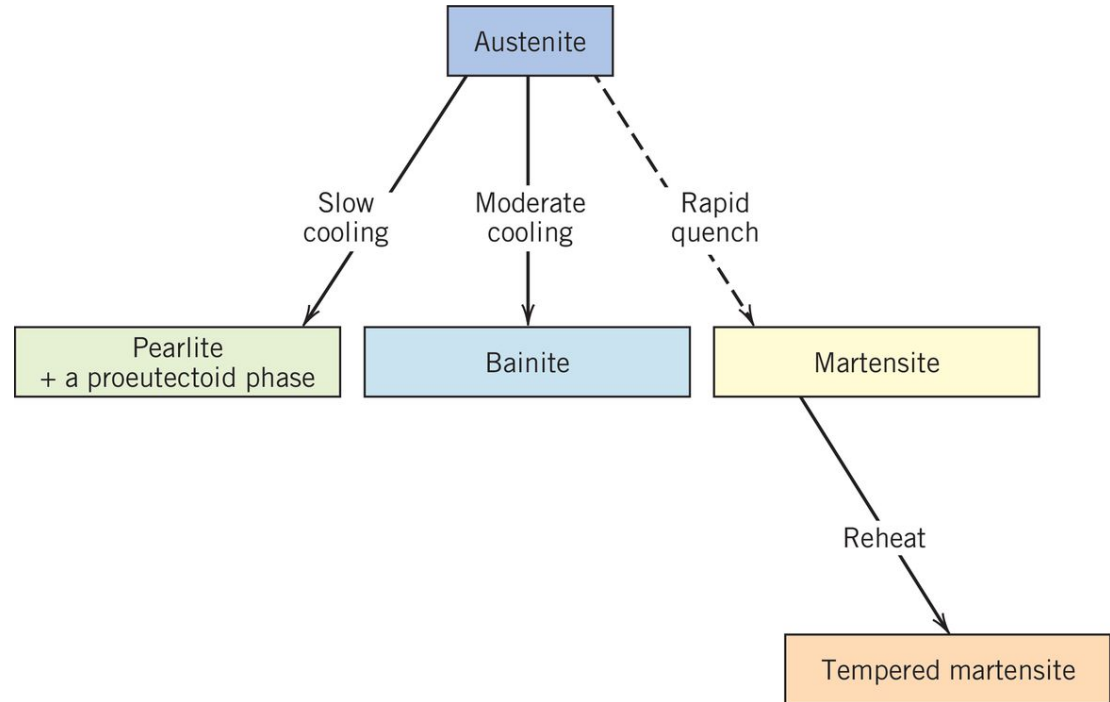 Austenite
Slow
cooling
Moderate
cooling
Rapid
quench
Pearlite
+ a proeutectoid phase
Bainite
Martensite
Reheat
Tempered martensite